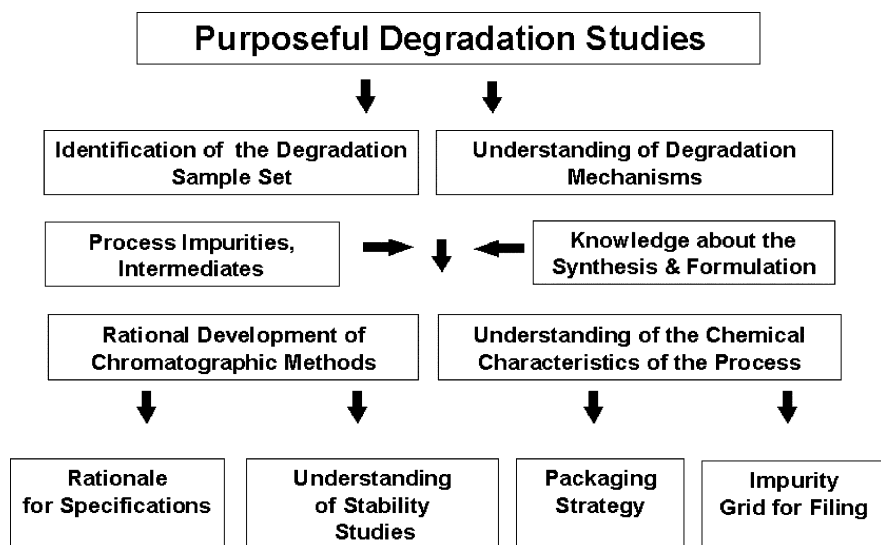 Purposeful Degradation Studies
Identification of the Degradation
Sample Set
Understanding of Degradation
Mechanisms
Process Impurities,
Intermediates
Knowledge about the
Synthesis & Formulation
Rational Development of
Chromatographic Methods
Understanding of the Chemical
Characteristics of the Process
Rationale
for Specifications
Understanding
of Stability
Studies
Packaging
Strategy
Impurity
Grid for Filing